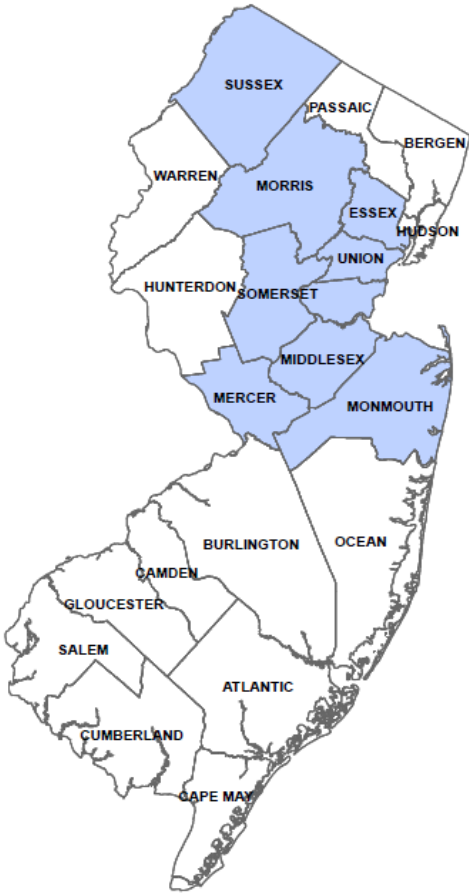 SUSSEX
PASSAIC
BERGEN
WARREN
MORRIS
ESSEX
HUDSON
UNION
HUNTERDON
SOMERSET
MIDDLESEX
MERCER
MONMOUTH
BURLINGTON
OCEAN
CAMDEN
GLOUCESTER
SALEM
ATLANTIC
CUMBERLAND
CAPE MAY